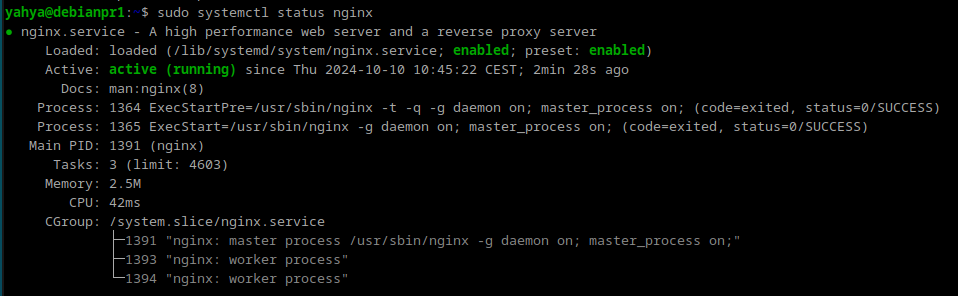 yahya@debianpr1:~$ sudo systemctl status nginx
● nginx.service - A high performance web server and a reverse proxy server
     Loaded: loaded (/lib/systemd/system/nginx.service; enabled; preset: enabled)
     Active: active (running) since Thu 2024-10-10 10:45:22 CEST; 2min 28s ago
       Docs: man:nginx(8)
    Process: 1364 ExecStartPre=/usr/sbin/nginx -t -q -g daemon on; master_process on; (code=exited, status=0/SUCCESS)
    Process: 1365 ExecStart=/usr/sbin/nginx -g daemon on; master_process on; (code=exited, status=0/SUCCESS)
   Main PID: 1391 (nginx)
      Tasks: 3 (limit: 4603)
     Memory: 2.5M
        CPU: 42ms
     CGroup: /system.slice/nginx.service
             ├─1391 "nginx: master process /usr/sbin/nginx -g daemon on; master_process on;"
             ├─1393 "nginx: worker process"
             └─1394 "nginx: worker process"